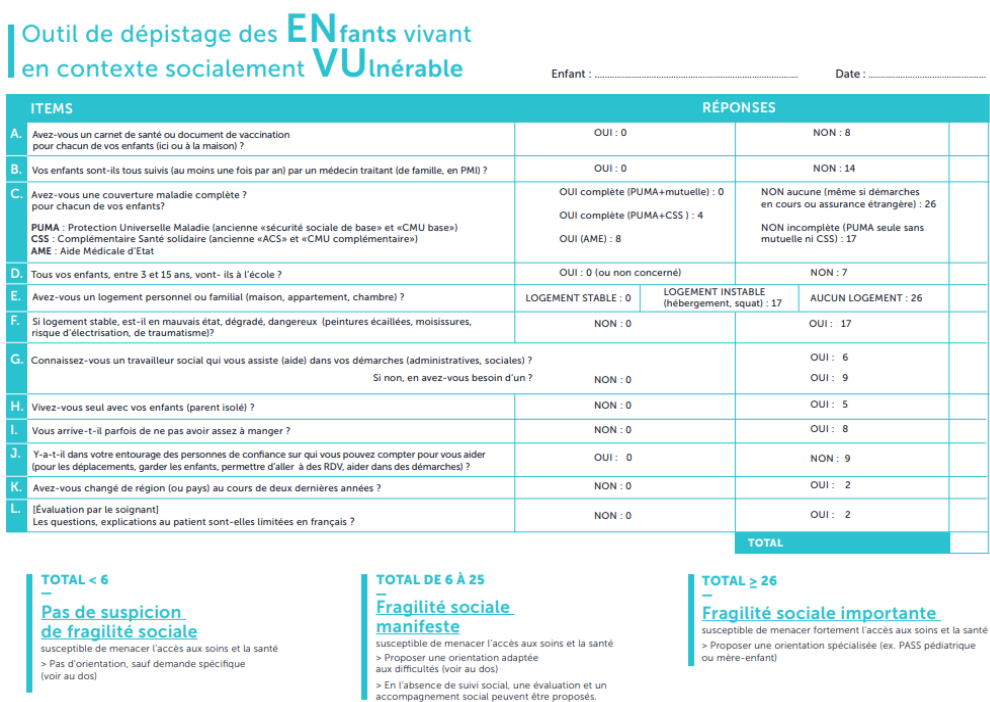 Outil de dépistage des ENfants vivant
en contexte socialement VUlnérable
Enfant : ............................................................ Date : ............................................................
ITEMS RÉPONSES
A. Avez-vous un carnet de santé ou document de vaccination
pour chacun de vos enfants (ici ou à la maison) ?
OUI : 0 NON : 8
B. Vos enfants sont-ils tous suivis (au moins une fois par an) par un médecin traitant (de famille, en PMI) ? OUI : 0 NON : 14
C. Avez-vous une couverture maladie complète ?
pour chacun de vos enfants?
PUMA : Protection Universelle Maladie (ancienne «sécurité sociale de base» et «CMU base»)
CSS : Complémentaire Santé solidaire (ancienne «ACS» et «CMU complémentaire»)
AME : Aide Médicale d'Etat
OUI complète (PUMA+mutuelle) : 0
OUI complète (PUMA+CSS ) : 4
OUI (AME) : 8
NON aucune (même si démarches
en cours ou assurance étrangère) : 26
NON incomplète (PUMA seule sans
mutuelle ni CSS) : 17
D. Tous vos enfants, entre 3 et 15 ans, vont- ils à l'école ? OUI : 0 (ou non concerné) NON : 7
E. Avez-vous un logement personnel ou familial (maison, appartement, chambre) ?
LOGEMENT STABLE : 0
LOGEMENT INSTABLE
(hébergement, squat) : 17
AUCUN LOGEMENT : 26
F. Si logement stable, est-il en mauvais état, dégradé, dangereux (peintures écaillées, moisissures,
risque d'électrisation, de traumatisme)?
NON : 0 OUI : 17
G. Connaissez-vous un travailleur social qui vous assiste (aide) dans vos démarches (administratives, sociales) ? OUI : 6
Si non, en avez-vous besoin d'un ? NON : 0 OUI : 9
H. Vivez-vous seul avec vos enfants (parent isolé) ? NON : 0 OUI : 5
I. Vous arrive-t-il parfois de ne pas avoir assez à manger ? NON : 0 OUI : 8
J. Y-a-t-il dans votre entourage des personnes de confiance sur qui vous pouvez compter pour vous aider
(pour les déplacements, garder les enfants, permettre d'aller à des RDV, aider dans des démarches) ?
OUI : 0 NON : 9
K. Avez-vous changé de région (ou pays) au cours de deux dernières années ? NON : 0 OUI : 2
L. [Évaluation par le soignant]
Les questions, explications au patient sont-elles limitées en français ?
NON : 0 OUI : 2
TOTAL
TOTAL < 6
Pas de suspicion
de fragilité sociale
susceptible de menacer l'accès aux soins et la santé
> Pas d'orientation, sauf demande spécifique
(voir au dos)
TOTAL DE 6 À 25
Fragilité sociale
manifeste
susceptible de menacer l'accès aux soins et la santé
> Proposer une orientation adaptée
aux difficultés (voir au dos)
> En l'absence de suivi social, une évaluation et un
accompagnement social peuvent être proposés.
TOTAL ≥ 26
Fragilité sociale importante
susceptible de menacer fortement l'accès aux soins et la santé
> Proposer une orientation spécialisée (ex. PASS pédiatrique
ou mère-enfant)